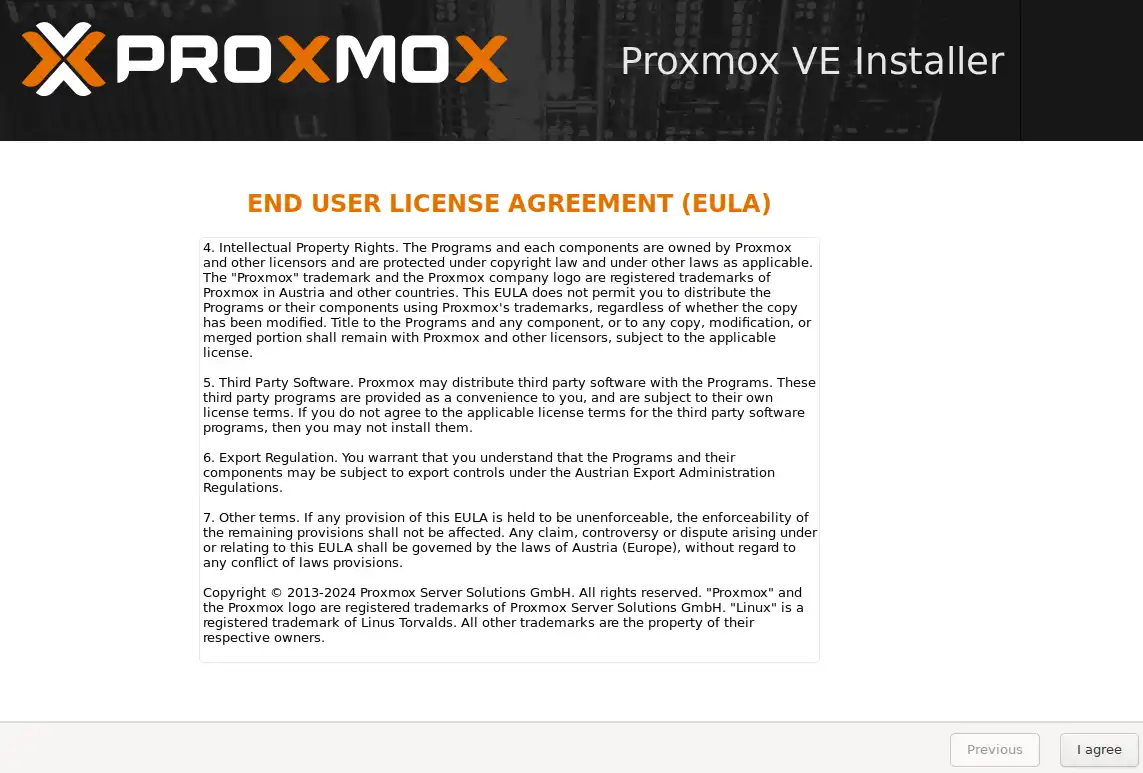 PROXMOX
Proxmox VE Installer
END USER LICENSE AGREEMENT (EULA)
4. Intellectual Property Rights. The Programs and each components are owned by Proxmox
and other licensors and are protected under copyright law and under other laws as applicable.
The "Proxmox" trademark and the Proxmox company logo are registered trademarks of
Proxmox in Austria and other countries. This EULA does not permit you to distribute the
Programs or their components using Proxmox's trademarks, regardless of whether the copy
has been modified. Title to the Programs and any component, or to any copy, modification, or
merged portion shall remain with Proxmox and other licensors, subject to the applicable
license.
5. Third Party Software. Proxmox may distribute third party software with the Programs. These
third party programs are provided as a convenience to you, and are subject to their own
license terms. If you do not agree to the applicable license terms for the third party software
programs, then you may not install them.
6. Export Regulation. You warrant that you understand that the Programs and their
components may be subject to export controls under the Austrian Export Administration
Regulations.
7. Other terms. If any provision of this EULA is held to be unenforceable, the enforceability of
the remaining provisions shall not be affected. Any claim, controversy or dispute arising under
or relating to this EULA shall be governed by the laws of Austria (Europe), without regard to
any conflict of laws provisions.
Copyright © 2013-2024 Proxmox Server Solutions GmbH. All rights reserved. "Proxmox" and
the Proxmox logo are registered trademarks of Proxmox Server Solutions GmbH. "Linux" is a
registered trademark of Linus Torvalds. All other trademarks are the property of their
respective owners.
Previous
I agree